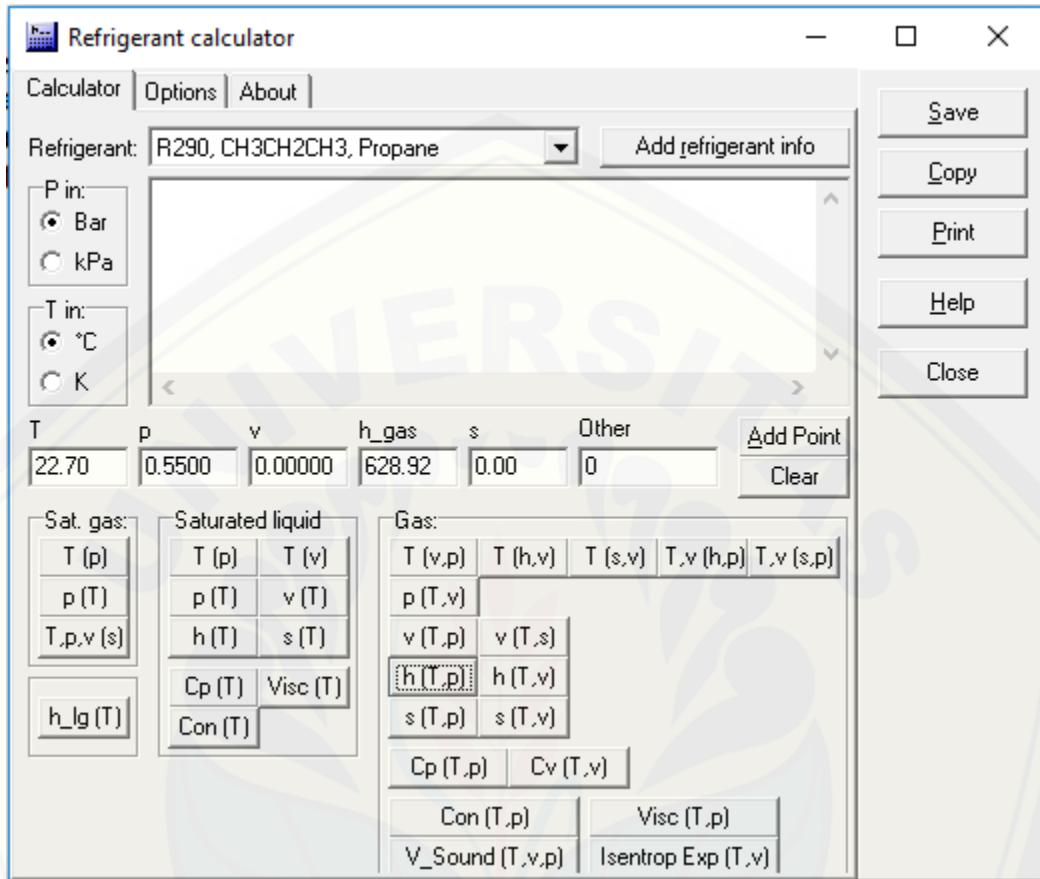 Refrigerant calculator
Calculator Options About
Refrigerant: R290, CH3CH2CH3, Propane Add refrigerant info
P in:
Bar
kPa
T in:
°C
K
T p v h_gas s Other
22.70 0.5500 0.00000 628.92 0.00 0
Add Point
Clear
Sat. gas:
T (p)
p (T)
T,p,v (s)
h_lg (T)
Saturated liquid
T (p) T (v)
p (T) v (T)
h (T) s (T)
Cp (T) Visc (T)
Con (T)
Gas:
T (v,p) T (h,v) T (s,v) T,v (h,p) T,v (s,p)
p (T,v)
v (T,p) v (T,s)
h (T,p) h (T,v)
s (T,p) s (T,v)
Cp (T,p) Cv (T,v)
Con (T,p) Visc (T,p)
V_Sound (T,v,p) Isentrop Exp (T,v)
Save
Copy
Print
Help
Close
UNIVERSITAS